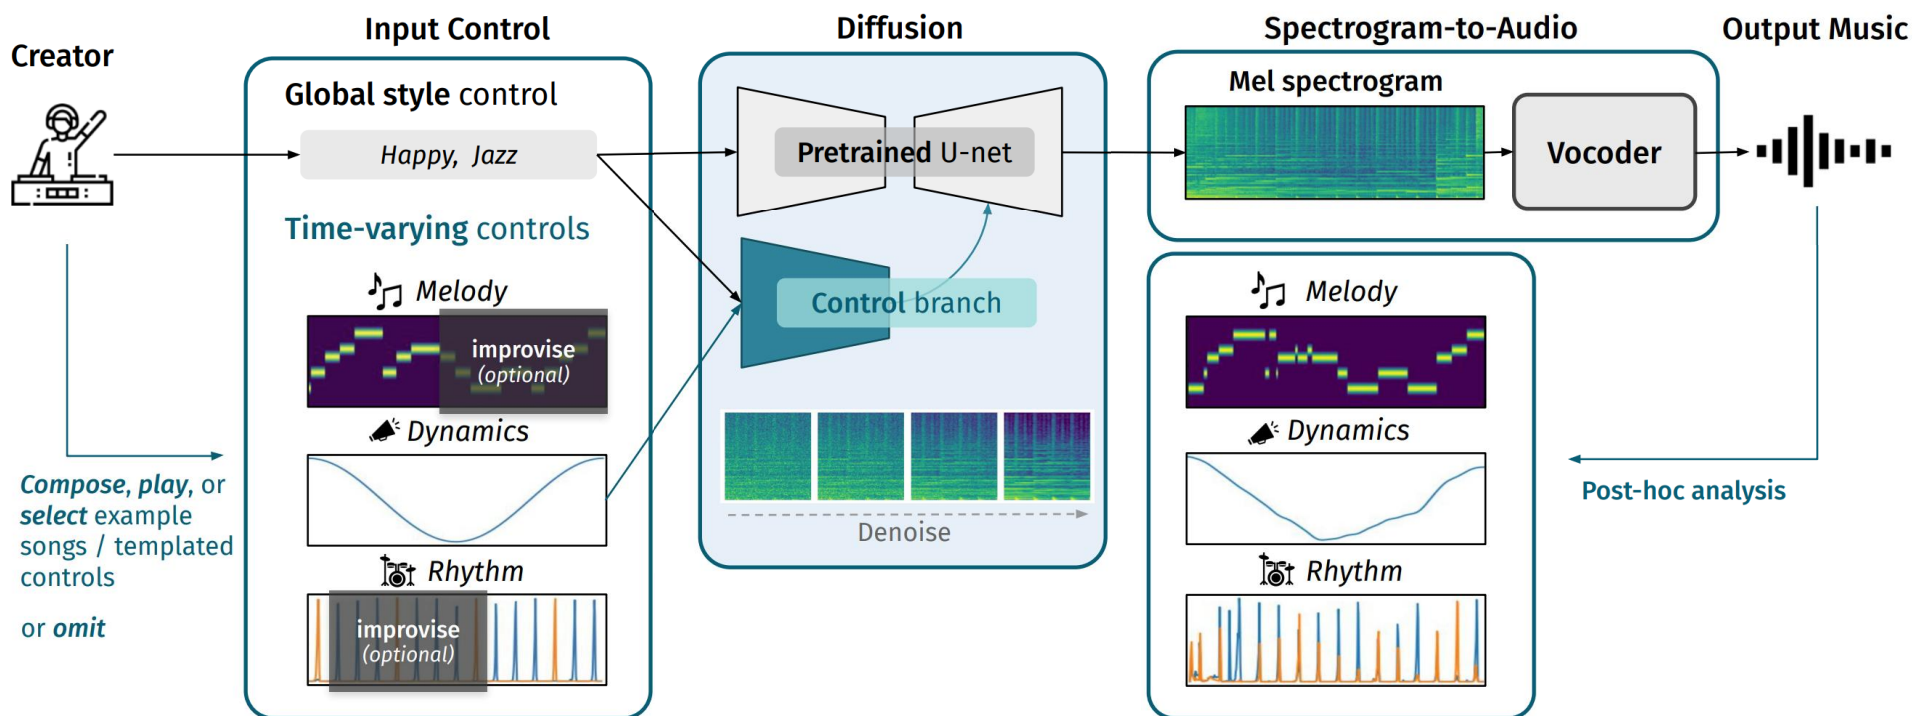 Creator
Input Control
Diffusion
Spectrogram-to-Audio
Output Music
Global style control
Happy, Jazz
Time-varying controls
Melody
improvise
(optional)
Dynamics
Rhythm
improvise
(optional)
Compose, play, or
select example
songs / templated
controls
or omit
Pretrained U-net
Control branch
Denoise
Mel spectrogram
Vocoder
Melody
Dynamics
Rhythm
Post-hoc analysis